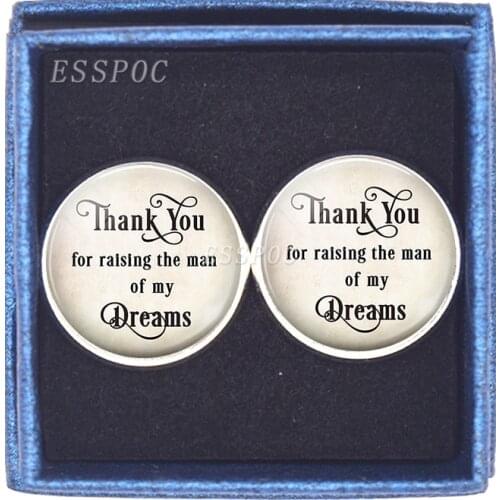 ESSPOC
Thank You
for raising the man
of my
Dreams
Thank You
for raising the man
of my
Dreams
ESSPOC